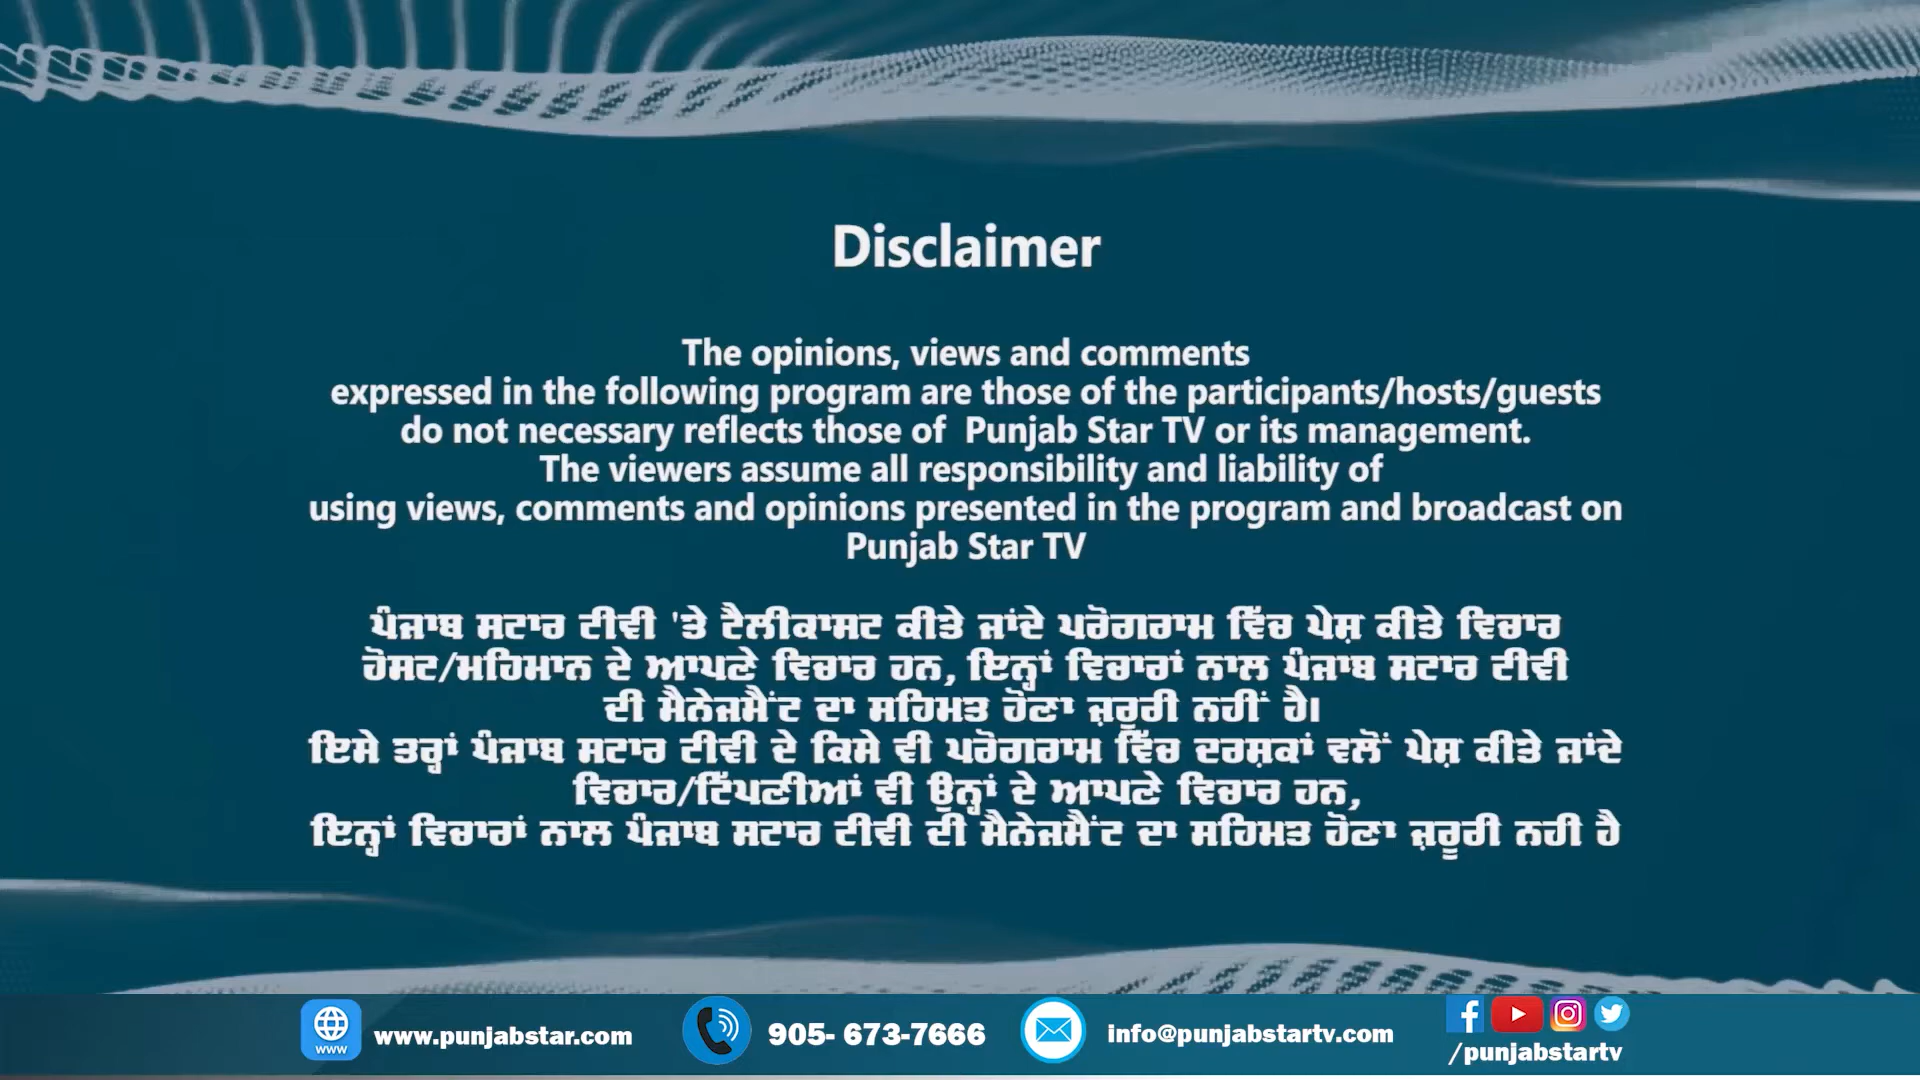 Disclaimer
The opinions, views and comments
expressed in the following program are those of the participants/hosts/guests
do not necessary reflects those of  Punjab Star TV or its management.
The viewers assume all responsibility and liability of
using views, comments and opinions presented in the program and broadcast on
Punjab Star TV
ਪੰਜਾਬ ਸਟਾਰ ਟੀਵੀ 'ਤੇ ਟੈਲੀਕਾਸਟ ਕੀਤੇ ਜਾਂਦੇ ਪਰੋਗਰਾਮ ਵਿੱਚ ਪੇਸ਼ ਕੀਤੇ ਵਿਚਾਰ
ਹੋਸਟ/ਮਹਿਮਾਨ ਦੇ ਆਪਣੇ ਵਿਚਾਰ ਹਨ, ਇਨ੍ਹਾਂ ਵਿਚਾਰਾਂ ਨਾਲ ਪੰਜਾਬ ਸਟਾਰ ਟੀਵੀ
ਦੀ ਮੈਨੇਜਮੈਂਟ ਦਾ ਸਹਿਮਤ ਹੋਣਾ ਜ਼ਰੂਰੀ ਨਹੀਂ ਹੈ।
ਇਸੇ ਤਰ੍ਹਾਂ ਪੰਜਾਬ ਸਟਾਰ ਟੀਵੀ ਦੇ ਕਿਸੇ ਵੀ ਪਰੋਗਰਾਮ ਵਿੱਚ ਦਰਸ਼ਕਾਂ ਵਲੋਂ ਪੇਸ਼ ਕੀਤੇ ਜਾਂਦੇ
ਵਿਚਾਰ/ਟਿੱਪਣੀਆਂ ਵੀ ਉਨ੍ਹਾਂ ਦੇ ਆਪਣੇ ਵਿਚਾਰ ਹਨ,
ਇਨ੍ਹਾਂ ਵਿਚਾਰਾਂ ਨਾਲ ਪੰਜਾਬ ਸਟਾਰ ਟੀਵੀ ਦੀ ਮੈਨੇਜਮੈਂਟ ਦਾ ਸਹਿਮਤ ਹੋਣਾ ਜ਼ਰੂਰੀ ਨਹੀ ਹੈ
www www.punjabstar.com 905- 673-7666 info@punjabstartv.com
/punjabstartv